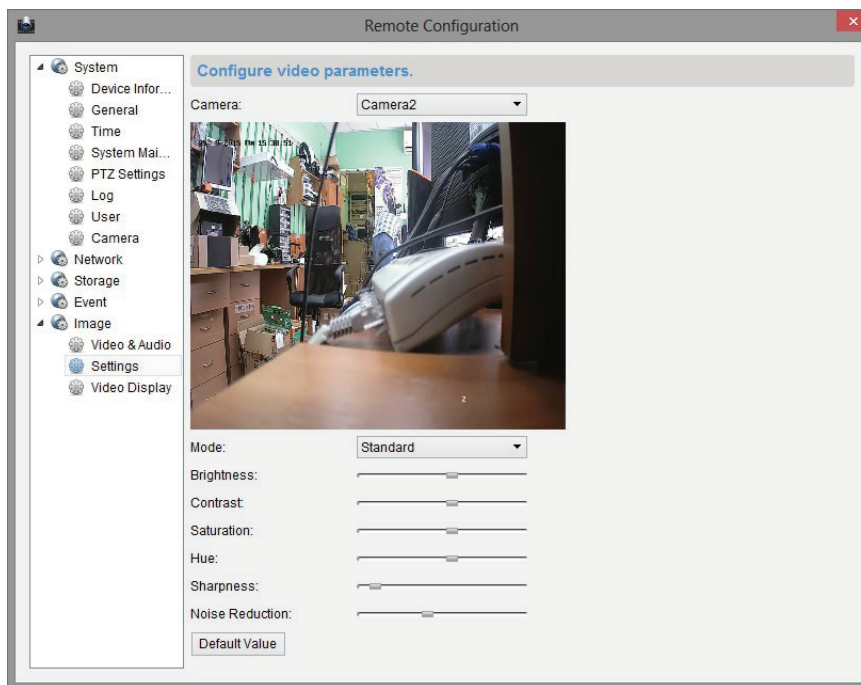 Remote Configuration
System
Device Infor...
General
Time
System Mai...
PTZ Settings
Log
User
Camera
Network
Storage
Event
Image
Video & Audio
Settings
Video Display
Configure video parameters.
Camera:
Camera2
2
Mode:
Standard
Brightness:
Contrast:
Saturation:
Hue:
Sharpness:
Noise Reduction:
Default Value